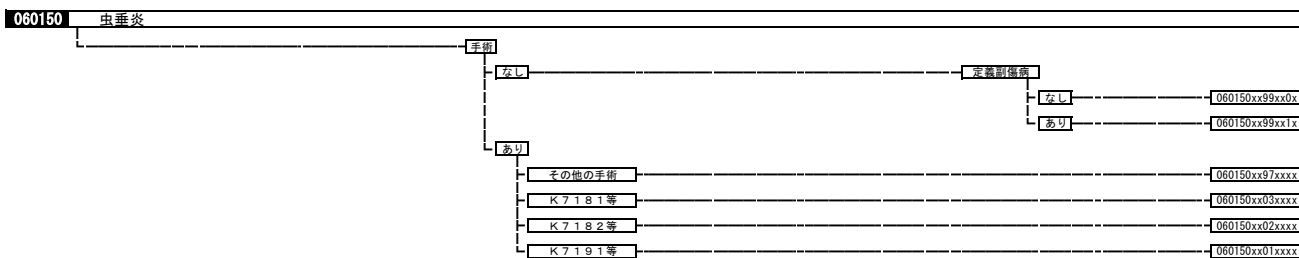 060150 虫垂炎
手術
なし 定義副傷病
なし 060150xx99xx0x
あり 060150xx99xx1x
あり
その他の手術 060150xx97xxxx
Ｋ７１８１等 060150xx03xxxx
Ｋ７１８２等 060150xx02xxxx
Ｋ７１９１等 060150xx01xxxx